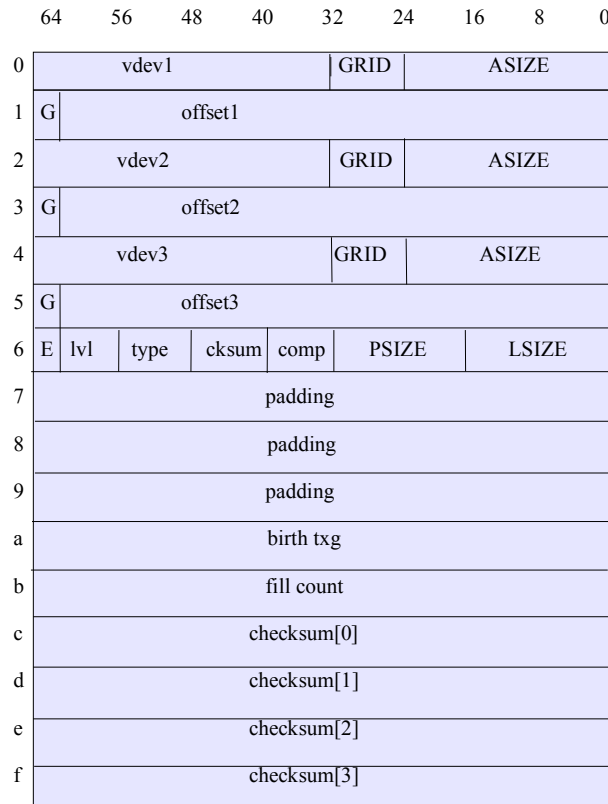 64 56 48 40 32 24 16 8 0
0 vdev1 GRID ASIZE
1 G offset1
2 vdev2 GRID ASIZE
3 G offset2
4 vdev3 GRID ASIZE
5 G offset3
6 E lvl type cksum comp PSIZE LSIZE
7 padding
8 padding
9 padding
a birth txg
b fill count
c checksum[0]
d checksum[1]
e checksum[2]
f checksum[3]